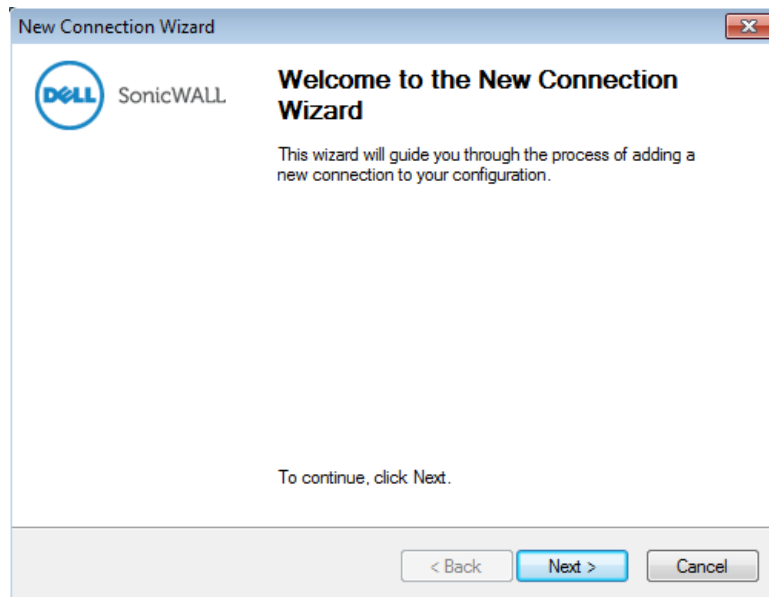 New Connection Wizard
DELL SonicWALL
Welcome to the New Connection
Wizard
This wizard will guide you through the process of adding a
new connection to your configuration.
To continue, click Next.
< Back Next > Cancel